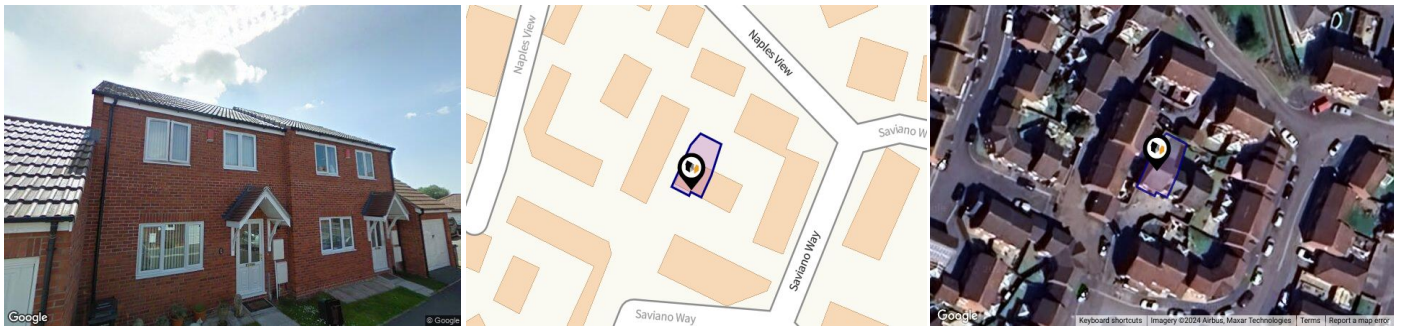 Google
© Google
Naples View
Naples View
Saviano Way
Saviano Way
Saviano Way
Google
Keyboard shortcuts
Imagery ©2024 Airbus, Maxar Technologies
Terms
Report a map error